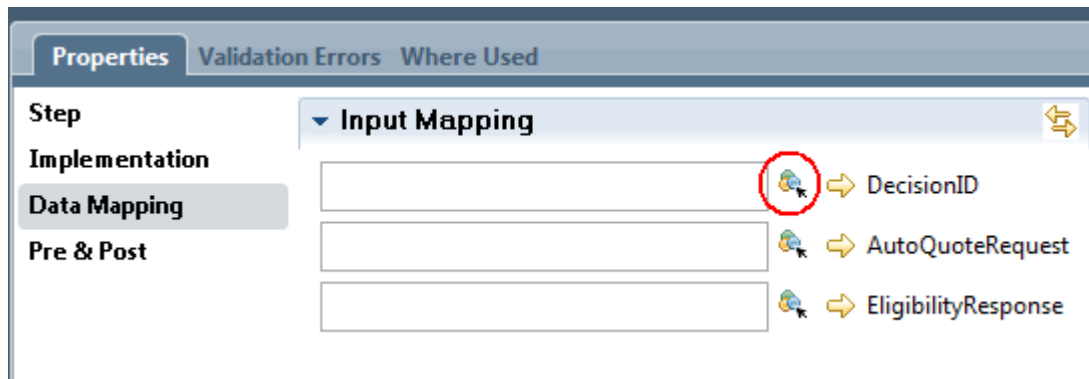 Properties Validation Errors Where Used
Step
Implementation
Data Mapping
Pre & Post
Input Mapping
DecisionID
AutoQuoteRequest
EligibilityResponse